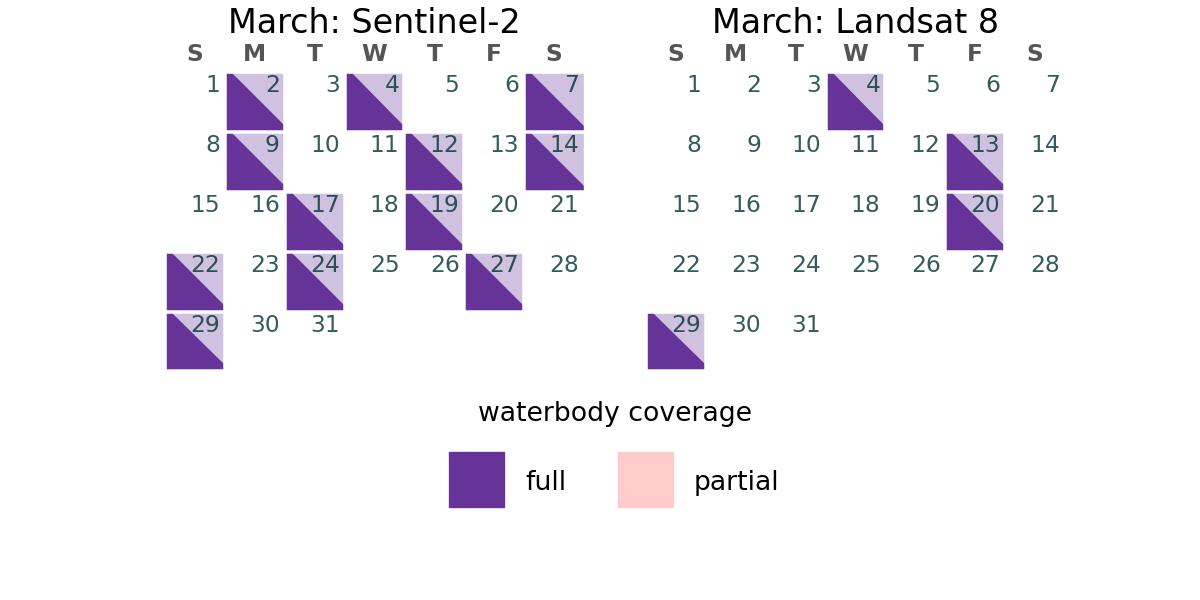 March: Sentinel-2
S M T W T F S
1 2 3 4 5 6 7
8 9 10 11 12 13 14
15 16 17 18 19 20 21
22 23 24 25 26 27 28
29 30 31
March: Landsat 8
S M T W T F S
1 2 3 4 5 6 7
8 9 10 11 12 13 14
15 16 17 18 19 20 21
22 23 24 25 26 27 28
29 30 31
waterbody coverage
full partial